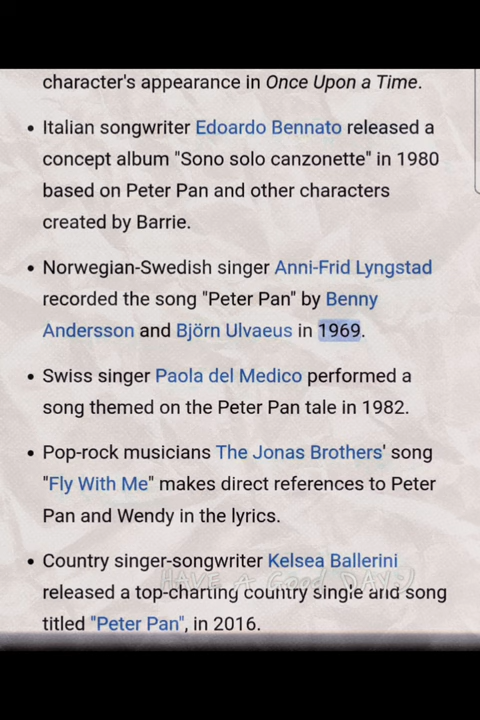 character's appearance in Once Upon a Time.
• Italian songwriter Edoardo Bennato released a
concept album "Sono solo canzonette" in 1980
based on Peter Pan and other characters
created by Barrie.
• Norwegian-Swedish singer Anni-Frid Lyngstad
recorded the song "Peter Pan" by Benny
Andersson and Björn Ulvaeus in 1969.
• Swiss singer Paola del Medico performed a
song themed on the Peter Pan tale in 1982.
• Pop-rock musicians The Jonas Brothers' song
"Fly With Me" makes direct references to Peter
Pan and Wendy in the lyrics.
• Country singer-songwriter Kelsea Ballerini
HAVE A GOOD DAY:)
released a top-charting country single and song
titled "Peter Pan", in 2016.